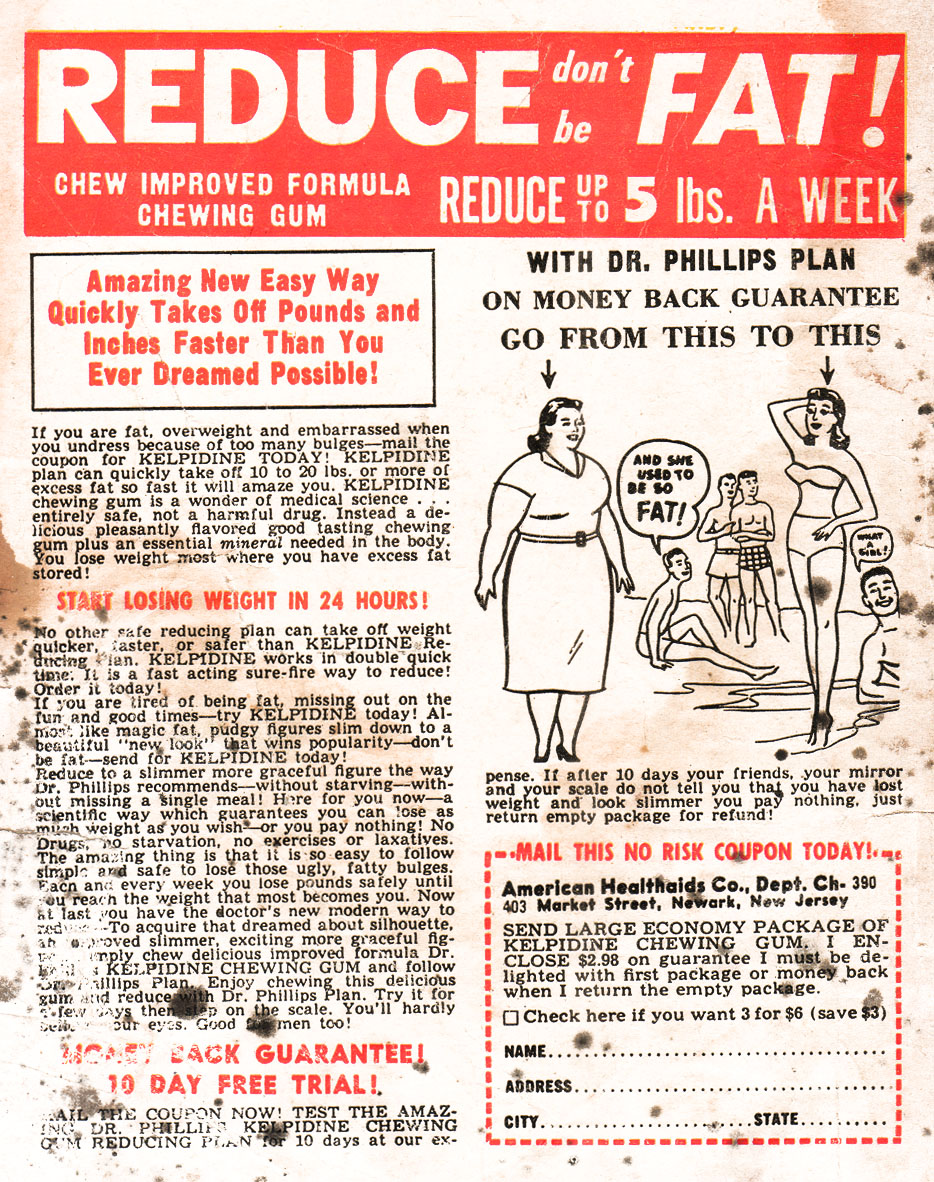 REDUCE don't be FAT!
CHEW IMPROVED FORMULA
CHEWING GUM
REDUCE UP TO 5 lbs. A WEEK
Amazing New Easy Way
Quickly Takes Off Pounds and
Inches Faster Than You
Ever Dreamed Possible!
If you are fat, overweight and embarrassed when
you undress because of too many bulges—mail the
coupon for KELPIDINE TODAY! KELPIDINE
plan can quickly take off 10 to 20 lbs. or more of
excess fat so fast it will amaze you. KELPIDINE
chewing gum is a wonder of medical science . . .
entirely safe, not a harmful drug. Instead a de-
licious pleasantly flavored good tasting chewing
gum plus an essential mineral needed in the body.
You lose weight most where you have excess fat
stored!
START LOSING WEIGHT IN 24 HOURS!
No other safe reducing plan can take off weight
quicker, faster, or safer than KELPIDINE Re-
ducing Plan. KELPIDINE works in double quick
time. It is a fast acting sure-fire way to reduce!
Order it today!
If you are tired of being fat, missing out on the
fun and good times—try KELPIDINE today! Al-
most like magic fat, pudgy figures slim down to a
beautiful "new look" that wins popularity—don't
be fat—send for KELPIDINE today!
Reduce to a slimmer more graceful figure the way
Dr. Phillips recommends—without starving—with-
out missing a single meal! Here for you now—a
scientific way which guarantees you can lose as
much weight as you wish—or you pay nothing! No
Drugs, no starvation, no exercises or laxatives.
The amazing thing is that it is so easy to follow
simple and safe to lose those ugly, fatty bulges.
Each and every week you lose pounds safely until
you reach the weight that most becomes you. Now
at last you have the doctor's new modern way to
reduce—To acquire that dreamed about silhouette,
an improved slimmer, exciting more graceful fig-
simply chew delicious improved formula Dr.
KELPIDINE CHEWING GUM and follow
Dr. Phillips Plan. Enjoy chewing this delicious
gum and reduce with Dr. Phillips Plan. Try it for
a few days then step on the scale. You'll hardly
believe your eyes. Good for men too!
MONEY BACK GUARANTEE!
10 DAY FREE TRIAL!
MAIL THE COUPON NOW! TEST THE AMAZ-
ING DR. PHILLIPS KELPIDINE CHEWING
GUM REDUCING PLAN for 10 days at our ex-
WITH DR. PHILLIPS PLAN
ON MONEY BACK GUARANTEE
GO FROM THIS TO THIS
AND SHE
USED TO
BE SO
FAT!
WHAT
A
GIRL!
pense. If after 10 days your friends, your mirror
and your scale do not tell you that you have lost
weight and look slimmer you pay nothing, just
return empty package for refund!
MAIL THIS NO RISK COUPON TODAY!
American Healthaids Co., Dept. Ch- 390
403 Market Street, Newark, New Jersey
SEND LARGE ECONOMY PACKAGE OF
KELPIDINE CHEWING GUM. I EN-
CLOSE $2.98 on guarantee I must be de-
lighted with first package or money back
when I return the empty package.
☐ Check here if you want 3 for $6 (save $3)
NAME
ADDRESS
CITY STATE